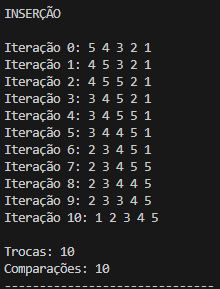 INSERÇÃO
Iteração 0: 5 4 3 2 1
Iteração 1: 4 5 3 2 1
Iteração 2: 4 5 5 2 1
Iteração 3: 3 4 5 2 1
Iteração 4: 3 4 5 5 1
Iteração 5: 3 4 4 5 1
Iteração 6: 2 3 4 5 1
Iteração 7: 2 3 4 5 5
Iteração 8: 2 3 4 4 5
Iteração 9: 2 3 3 4 5
Iteração 10: 1 2 3 4 5
Trocas: 10
Comparações: 10
------------------------------